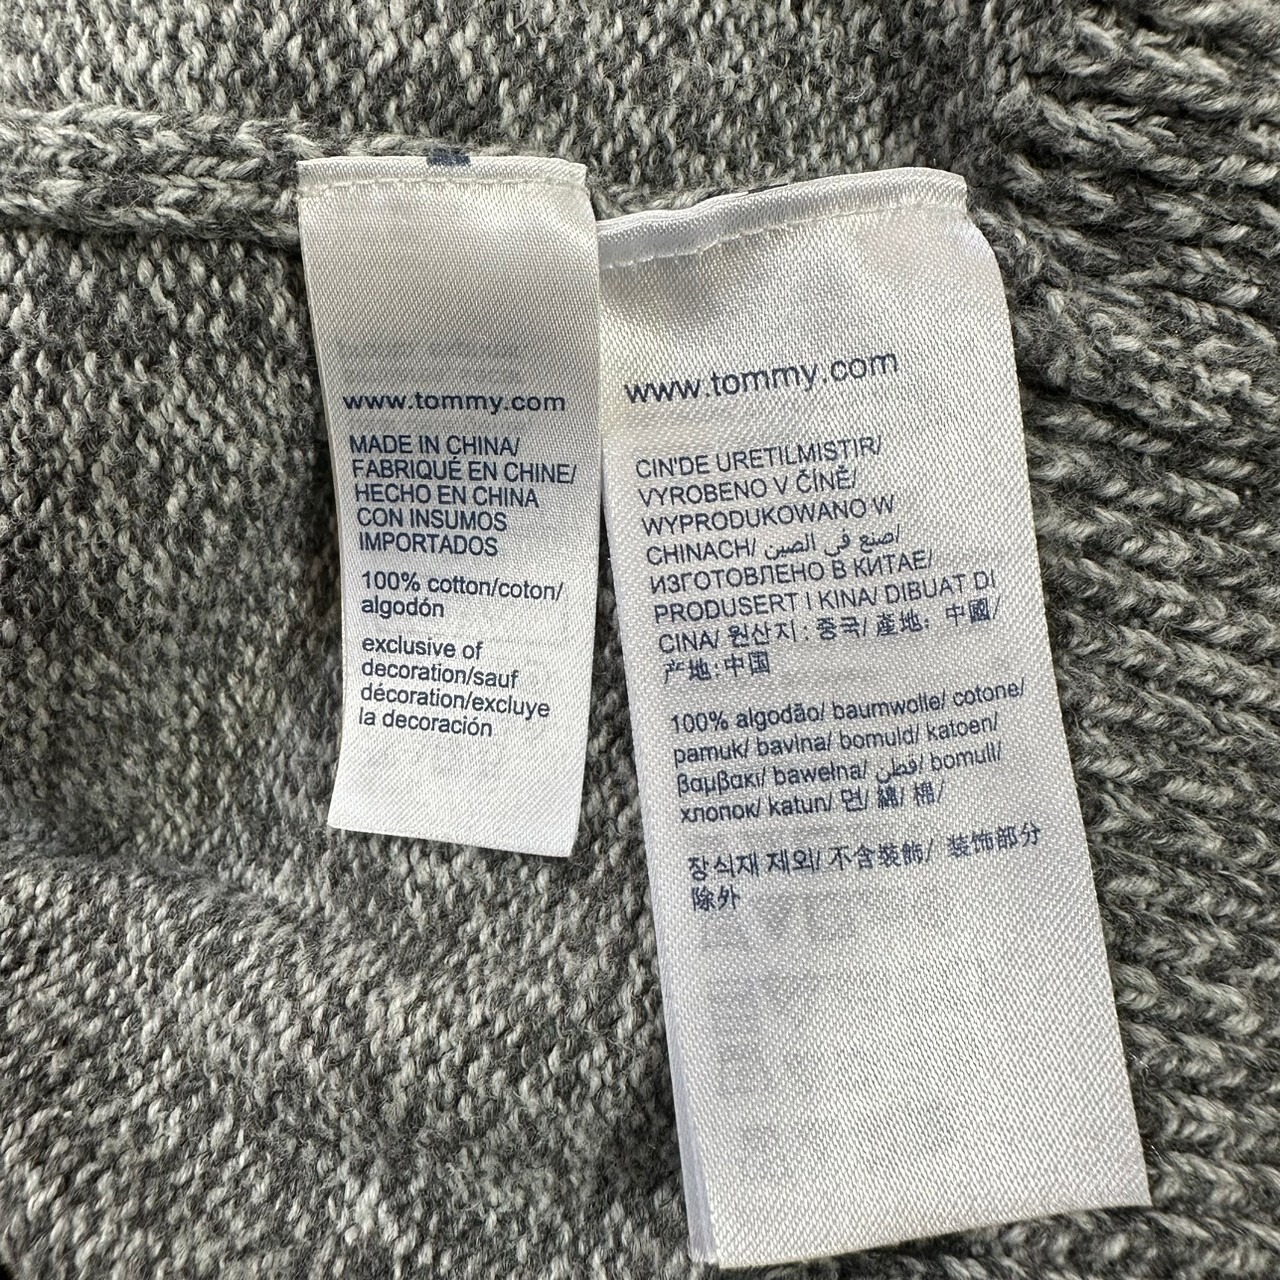 www.tommy.com
MADE IN CHINA/
FABRIQUÉ EN CHINE/
HECHO EN CHINA
CON INSUMOS
IMPORTADOS
100% cotton/coton/
algodón
exclusive of
decoration/sauf
décoration/excluye
la decoración
www.tommy.com
CIN'DE URETILMISTIR/
VYROBENO V ČÍNĚ/
WYPRODUKOWANO W
CHINACH/ صنع في الصين/
ИЗГОТОВЛЕНО В КИТАЕ/
PRODUSERT I KINA/ DIBUAT DI
CINA/ 원산지: 중국/ 產地: 中國/
产地:中国
100% algodão/ baumwolle/ cotone/
pamuk/ bavlna/ bomuld/ katoen/
βαμβακι/ bawełna/ قطن/ bomull/
хлопок/ katun/ 면/ 綿/ 棉/
장식재 제외/ 不含裝飾/ 装饰部分
除外